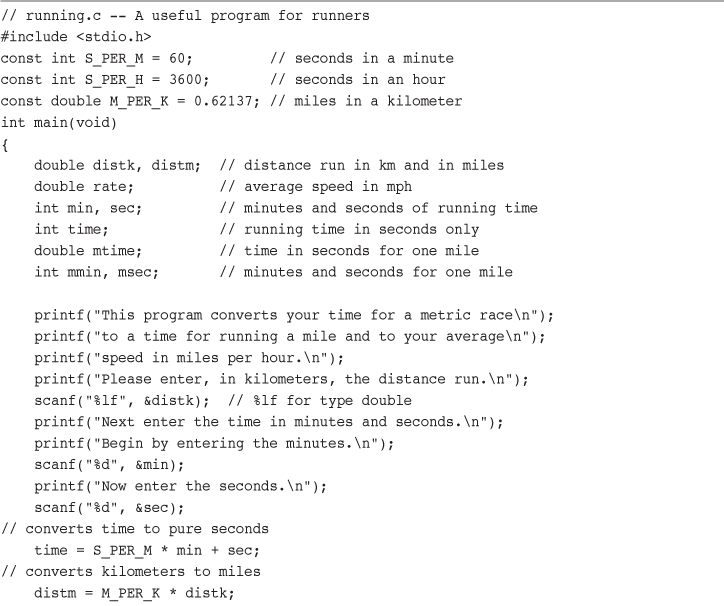 // running.c -- A useful program for runners
#include <stdio.h>
const int S_PER_M = 60;         // seconds in a minute
const int S_PER_H = 3600;       // seconds in an hour
const double M_PER_K = 0.62137; // miles in a kilometer
int main(void)
{
    double distk, distm;  // distance run in km and in miles
    double rate;          // average speed in mph
    int min, sec;         // minutes and seconds of running time
    int time;             // running time in seconds only
    double mtime;         // time in seconds for one mile
    int mmin, msec;       // minutes and seconds for one mile

    printf("This program converts your time for a metric race\n");
    printf("to a time for running a mile and to your average\n");
    printf("speed in miles per hour.\n");
    printf("Please enter, in kilometers, the distance run.\n");
    scanf("%lf", &distk);  // %lf for type double
    printf("Next enter the time in minutes and seconds.\n");
    printf("Begin by entering the minutes.\n");
    scanf("%d", &min);
    printf("Now enter the seconds.\n");
    scanf("%d", &sec);
// converts time to pure seconds
    time = S_PER_M * min + sec;
// converts kilometers to miles
    distm = M_PER_K * distk;